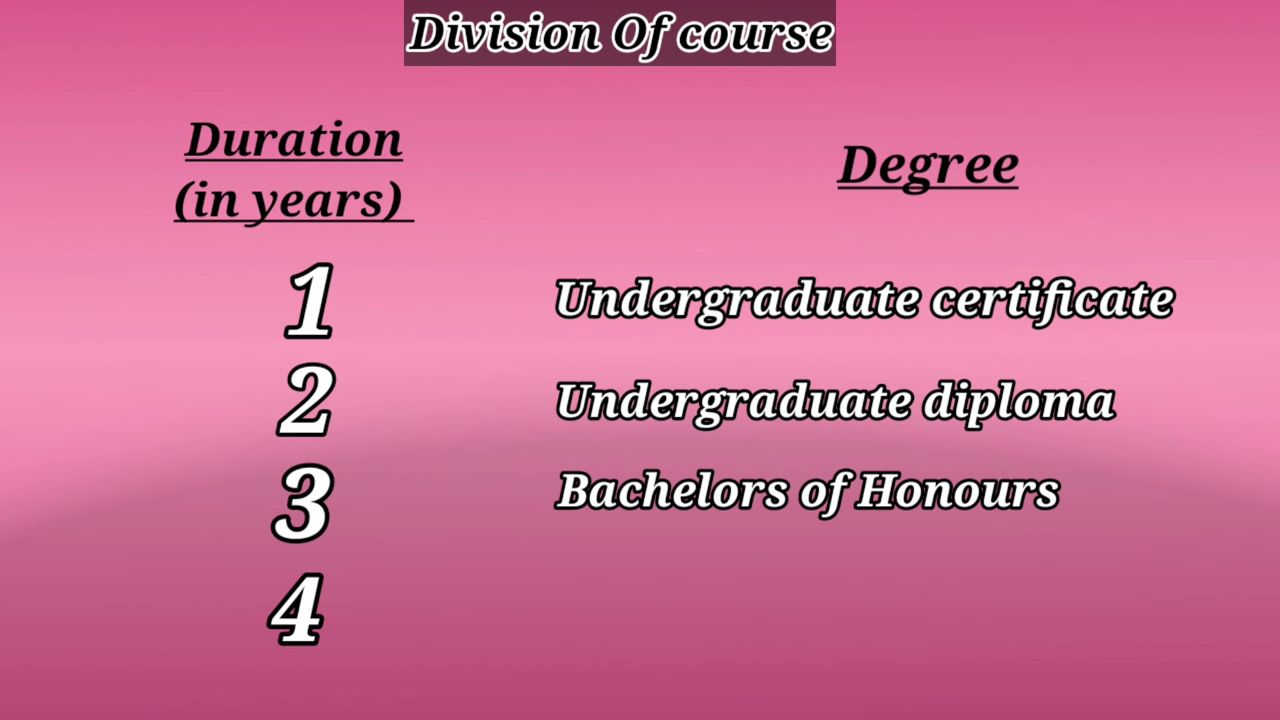 Division Of course
Duration
(in years)
Degree
1
Undergraduate certificate
2
Undergraduate diploma
3
Bachelors of Honours
4